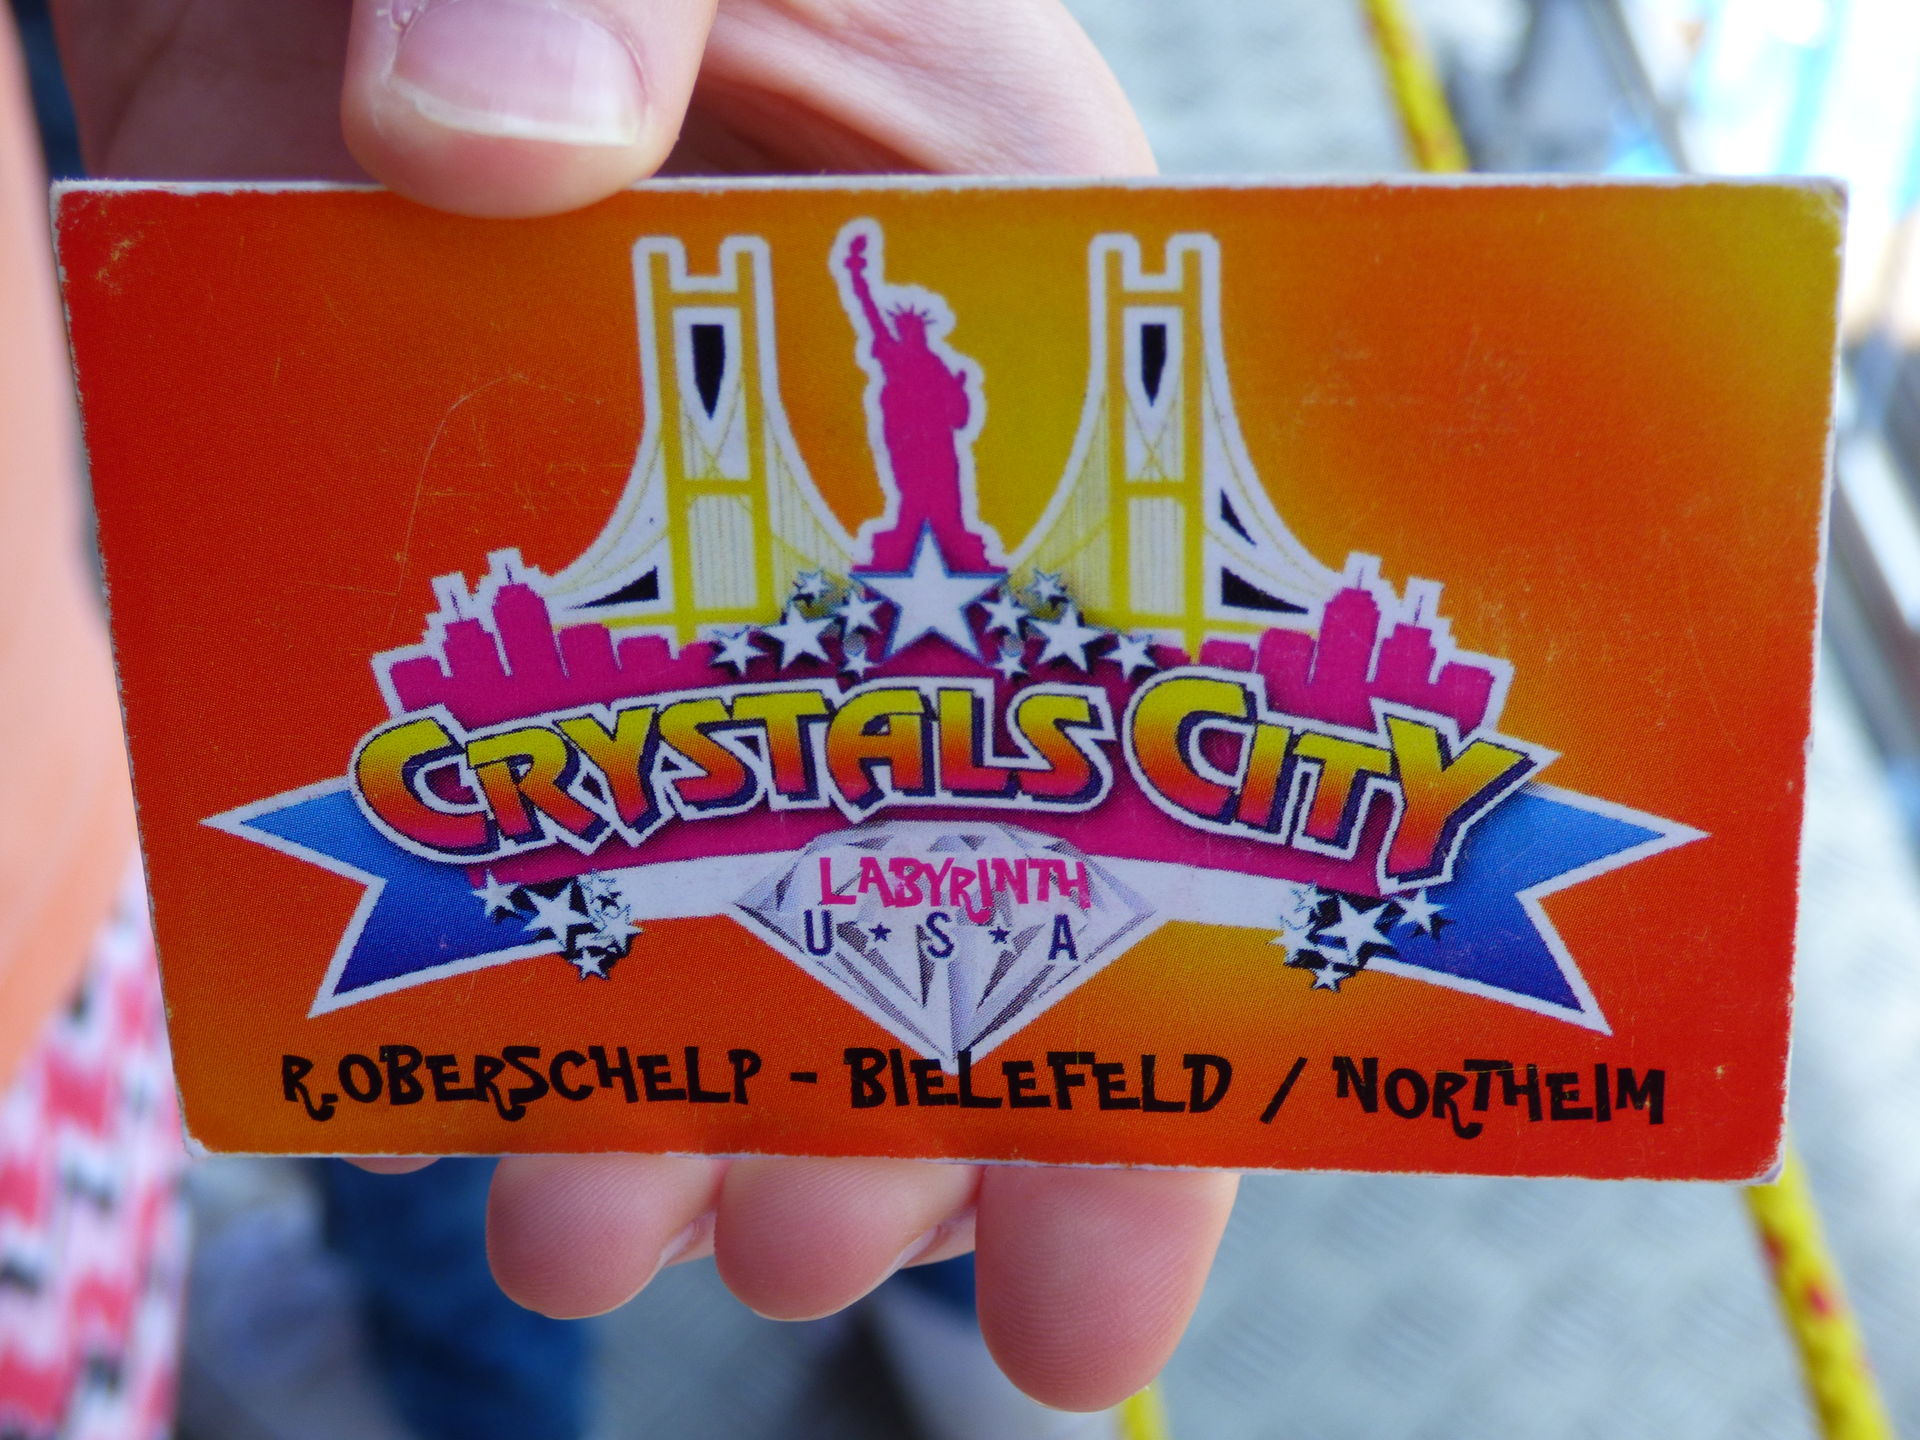 CRYSTALS CITY
LABYRINTH
U★S★A
R.OBERSCHELP - BIELEFELD / NORTHEIM